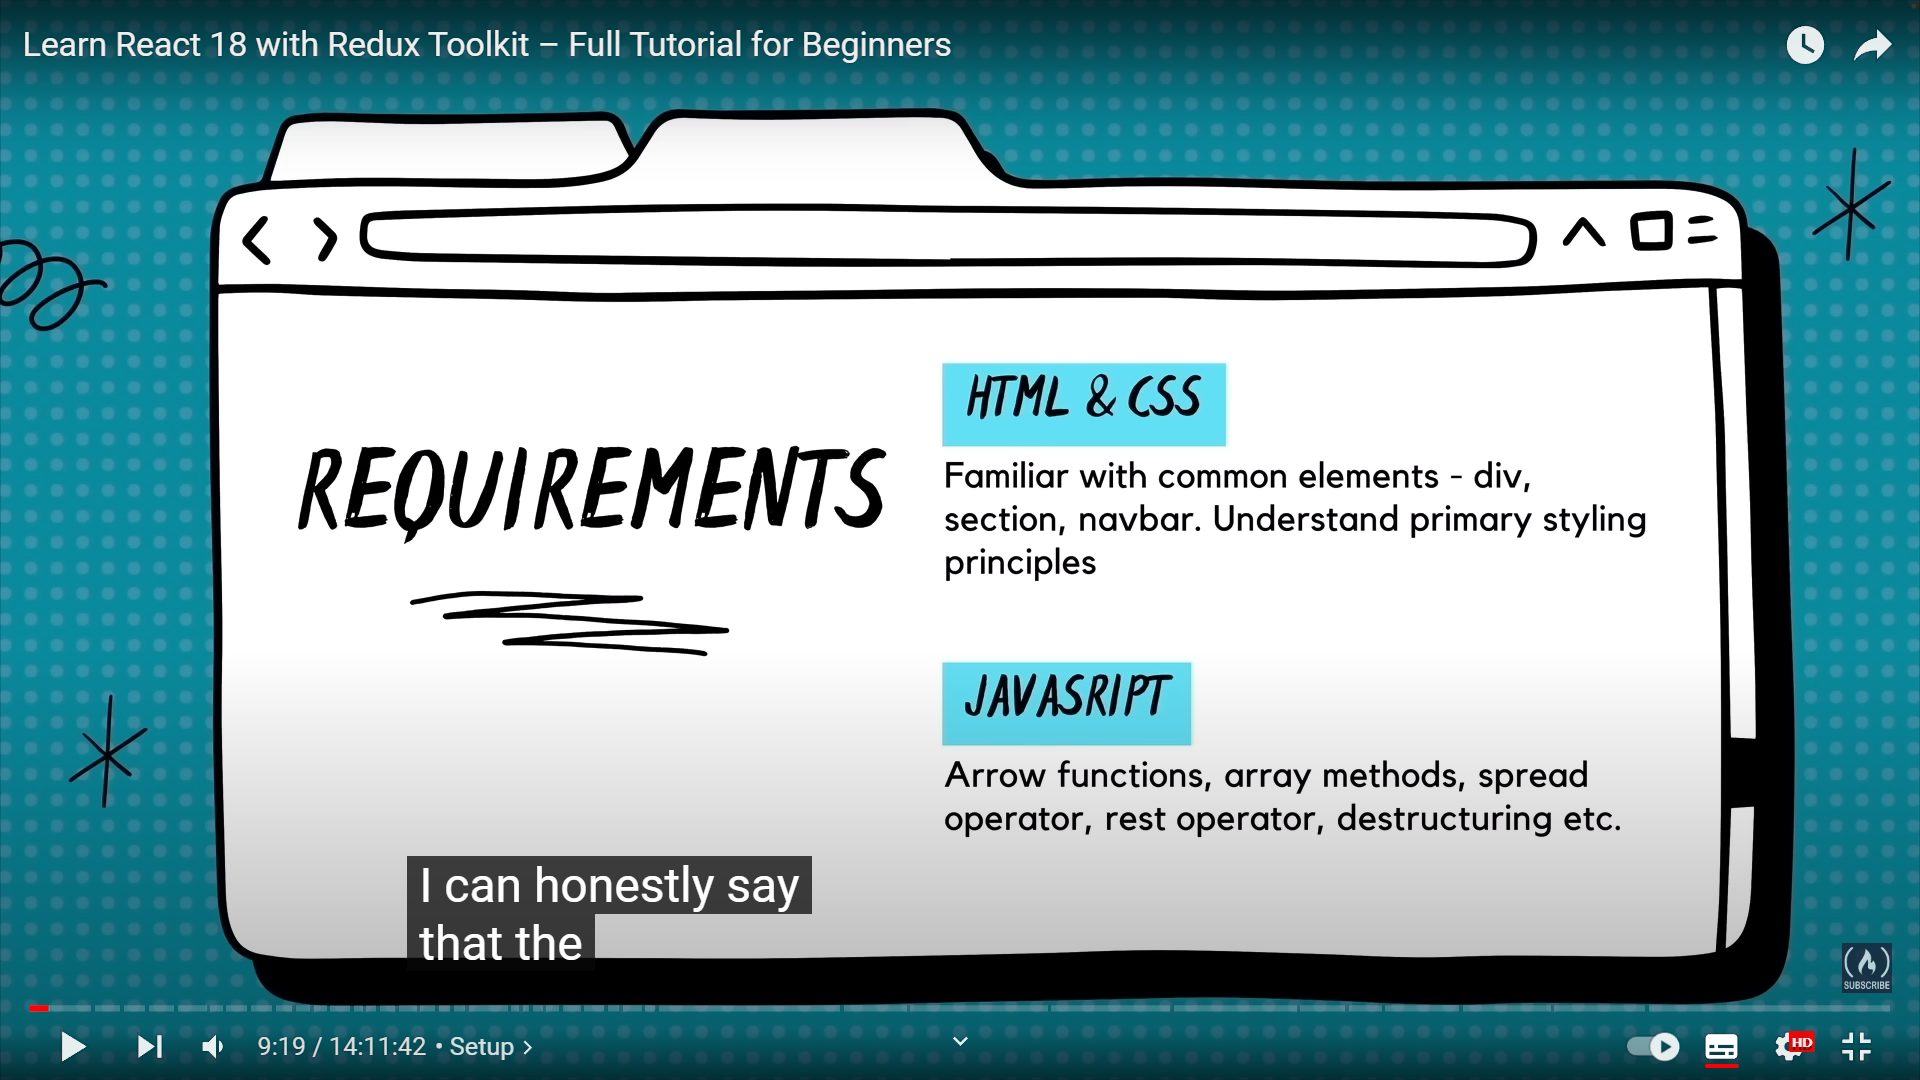 Learn React 18 with Redux Toolkit – Full Tutorial for Beginners
HTML & CSS
REQUIREMENTS
Familiar with common elements - div,
section, navbar. Understand primary styling
principles
JAVASRIPT
Arrow functions, array methods, spread
operator, rest operator, destructuring etc.
I can honestly say
that the
SUBSCRIBE
9:19 / 14:11:42 • Setup
HD